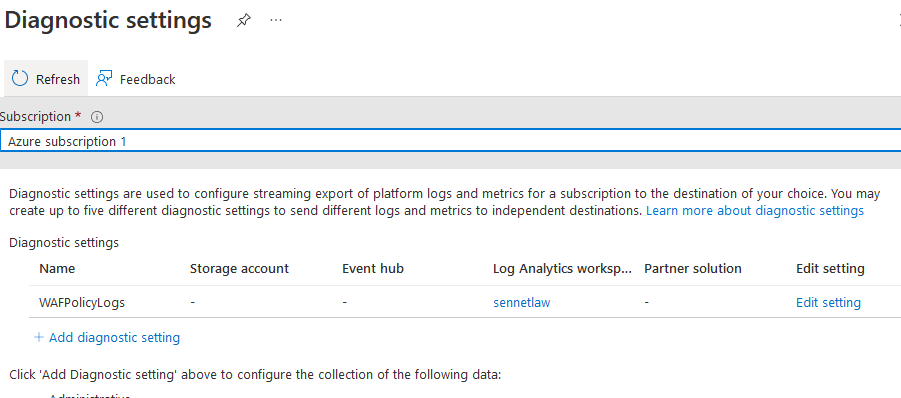 Diagnostic settings
Refresh Feedback
Subscription *
Azure subscription 1
Diagnostic settings are used to configure streaming export of platform logs and metrics for a subscription to the destination of your choice. You may
create up to five different diagnostic settings to send different logs and metrics to independent destinations. Learn more about diagnostic settings
Diagnostic settings
Name Storage account Event hub Log Analytics worksp... Partner solution Edit setting
WAFPolicyLogs - - sennetlaw - Edit setting
+ Add diagnostic setting
Click 'Add Diagnostic setting' above to configure the collection of the following data:
Administrative